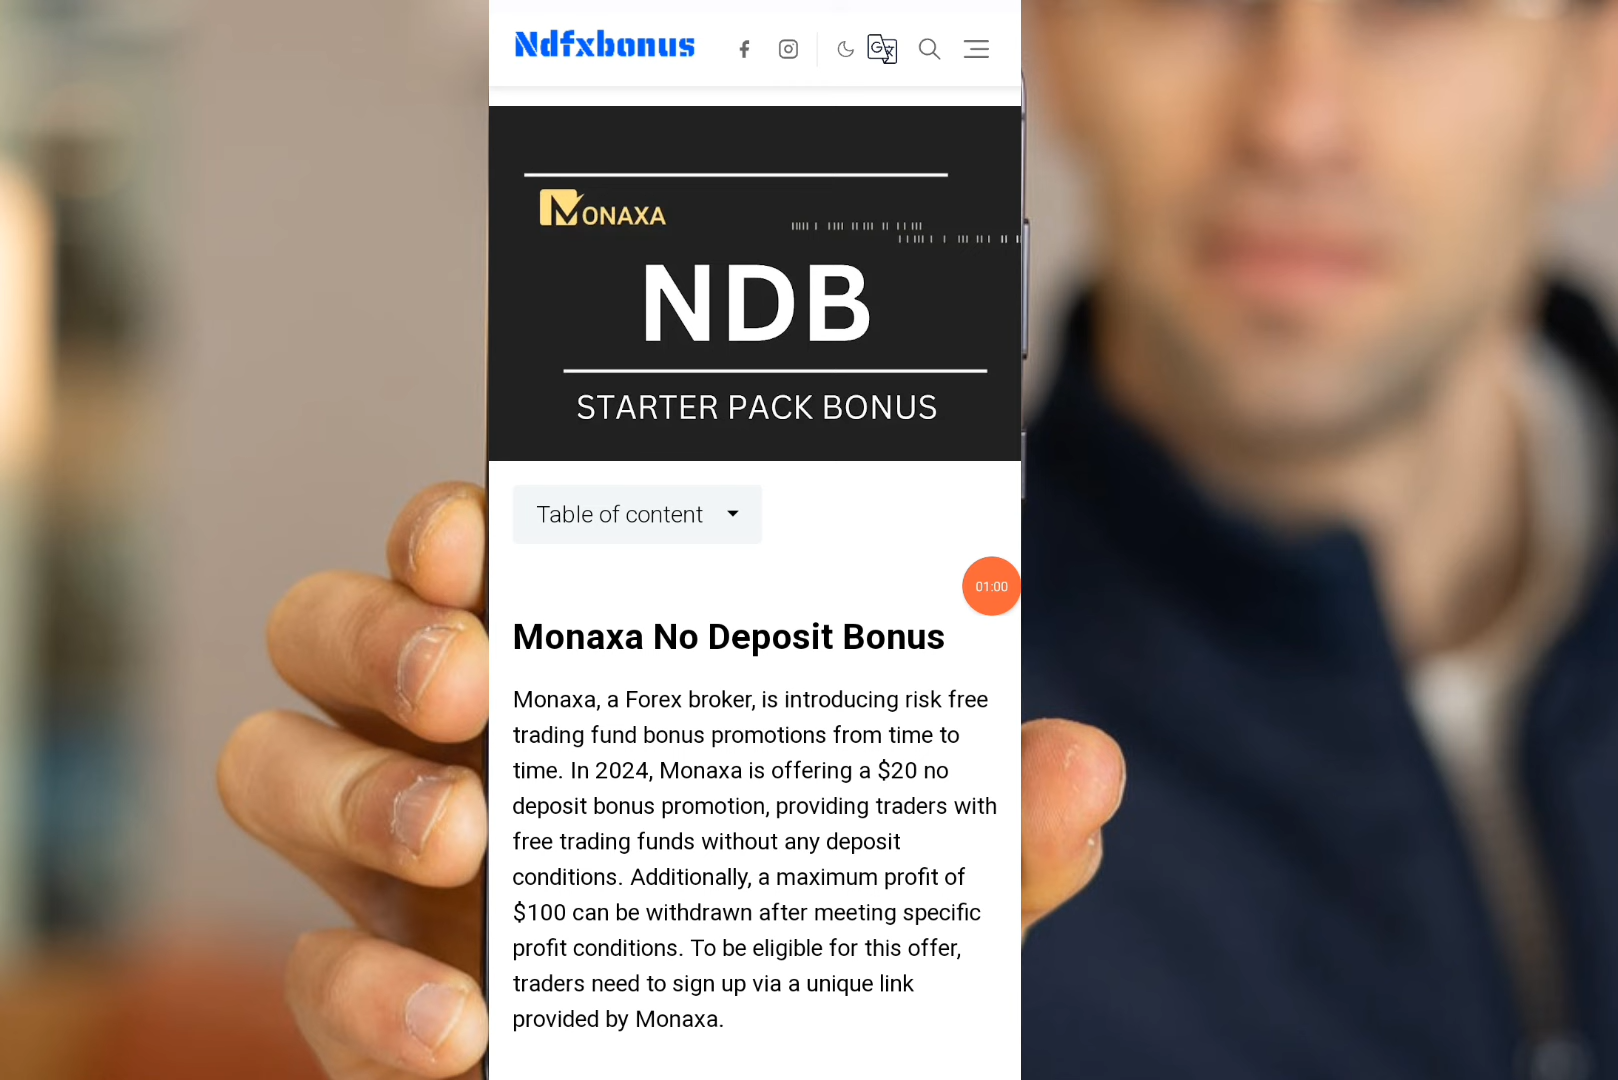 Ndfxbonus
MONAXA
NDB
STARTER PACK BONUS
Table of content
01:00
Monaxa No Deposit Bonus
Monaxa, a Forex broker, is introducing risk free
trading fund bonus promotions from time to
time. In 2024, Monaxa is offering a $20 no
deposit bonus promotion, providing traders with
free trading funds without any deposit
conditions. Additionally, a maximum profit of
$100 can be withdrawn after meeting specific
profit conditions. To be eligible for this offer,
traders need to sign up via a unique link
provided by Monaxa.